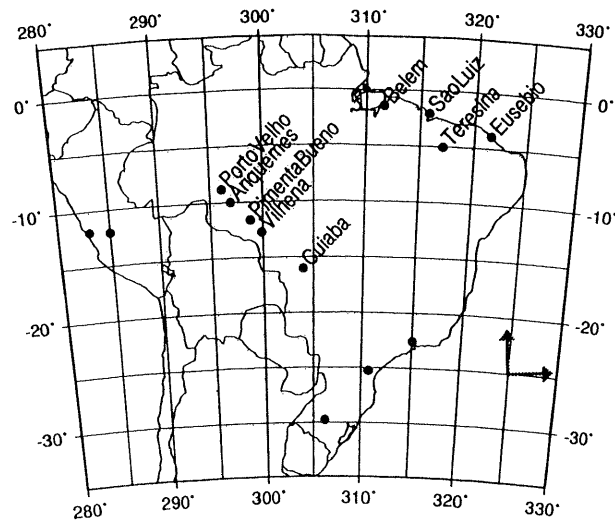 280˚ 290˚ 300˚ 310˚ 320˚ 330˚
0˚ 0˚
Belem
SaoLuiz
Teresina
Eusebio
PortoVelho
Ariquemes
PimentaBueno
Vilhena
-10˚ -10˚
Cuiaba
-20˚ -20˚
-30˚ -30˚
280˚ 290˚ 300˚ 310˚ 320˚ 330˚